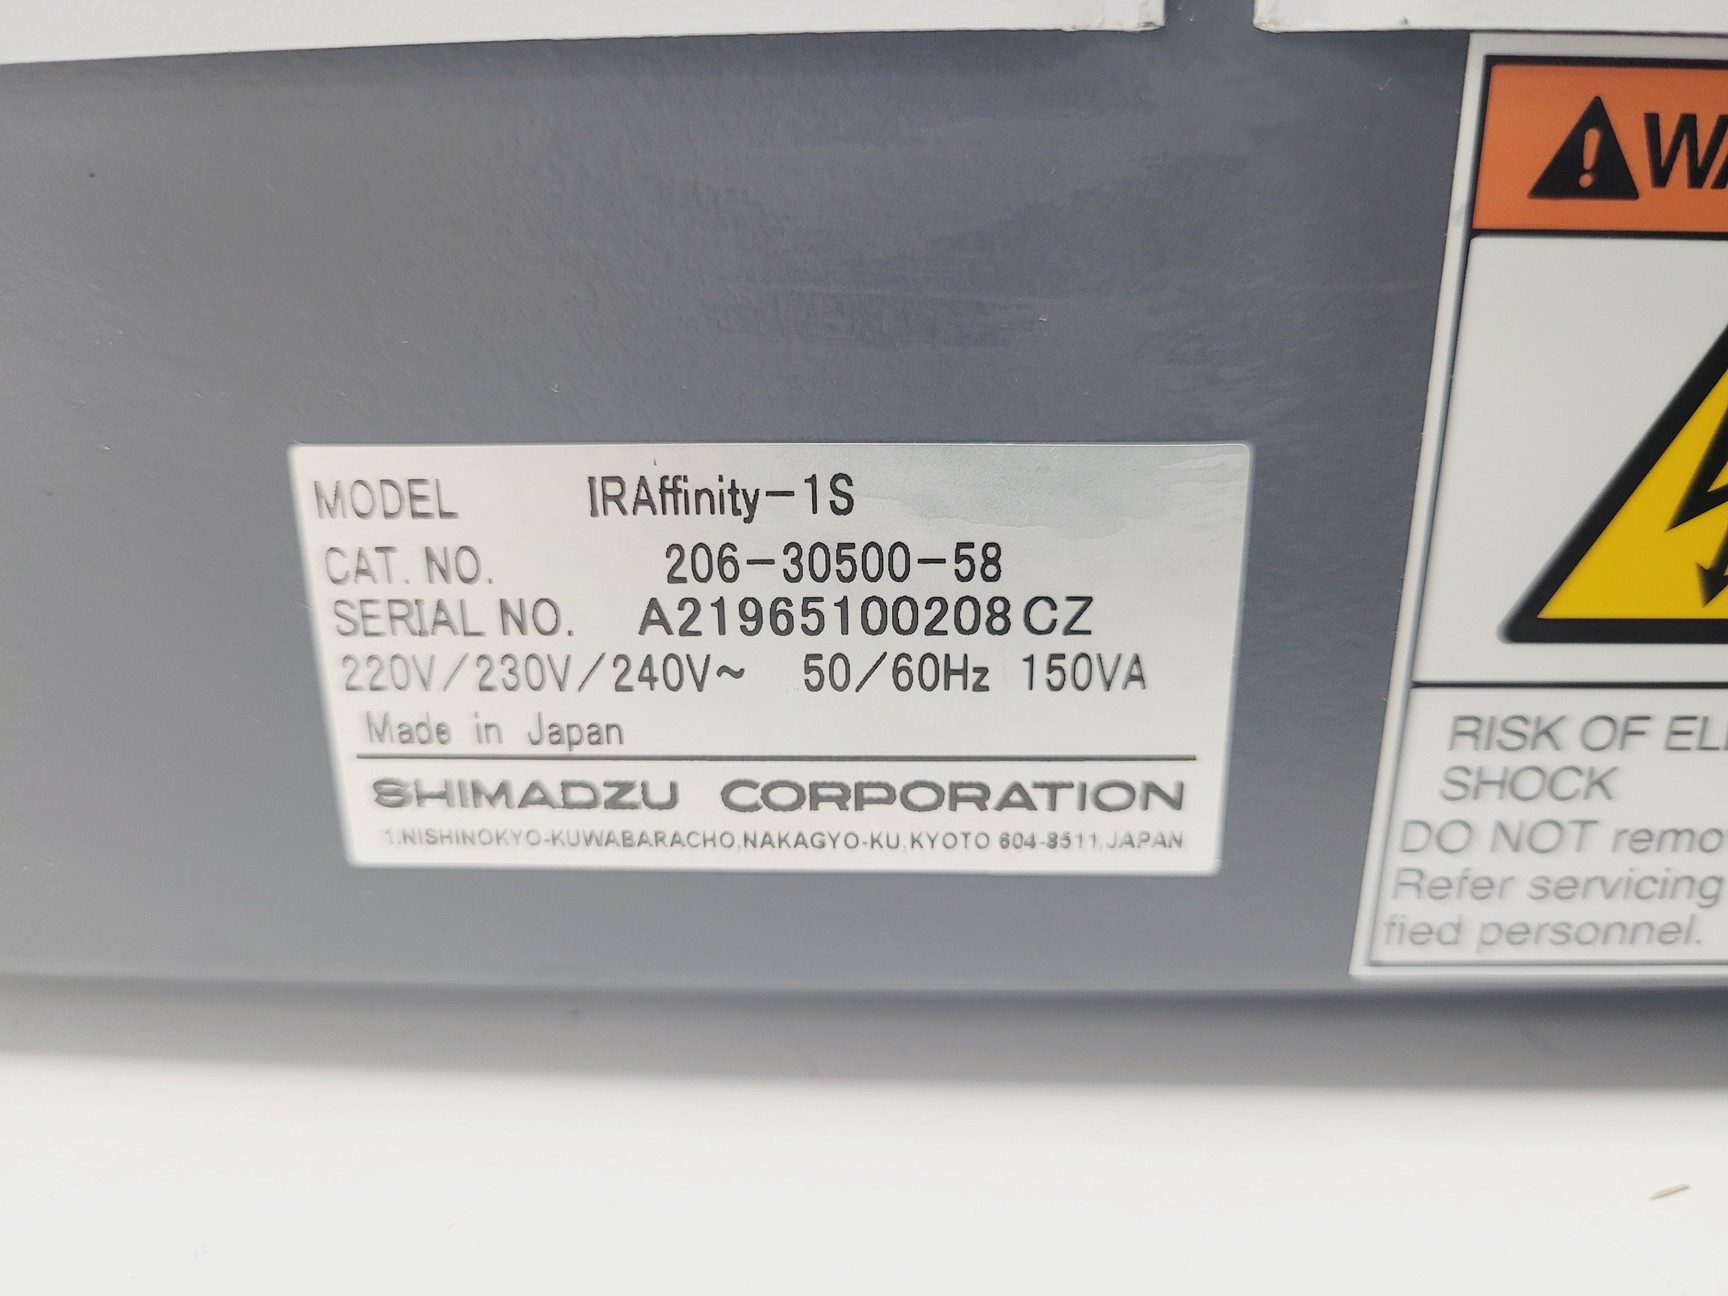 MODEL IRAffinity-1S
CAT. NO. 206-30500-58
SERIAL NO. A21965100208CZ
220V/230V/240V~ 50/60Hz 150VA
Made in Japan
SHIMADZU CORPORATION
1,NISHINOKYO-KUWABARACHO,NAKAGYO-KU,KYOTO 604-8511,JAPAN
RISK OF
SHOCK
DO NOT
Refer servicing
fied personnel.